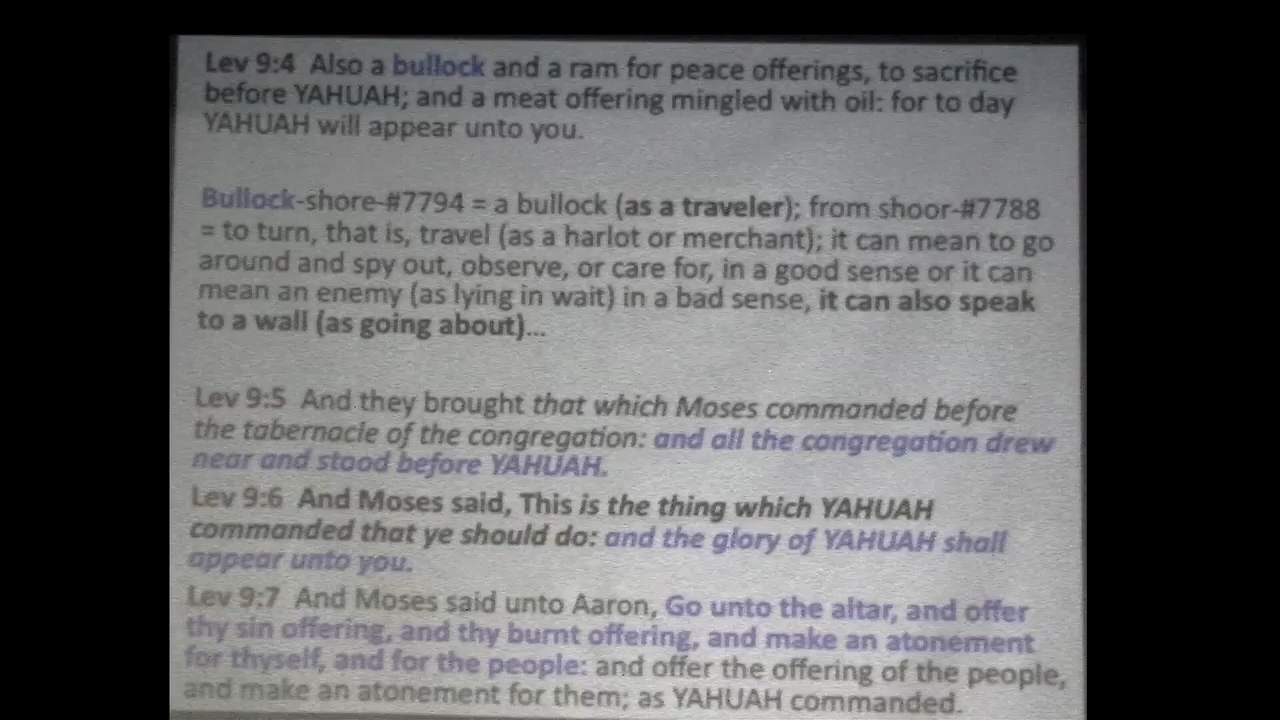 Lev 9:4 Also a bullock and a ram for peace offerings, to sacrifice
before YAHUAH; and a meat offering mingled with oil: for to day
YAHUAH will appear unto you.
Bullock-shore-#7794 = a bullock (as a traveler); from shoor-#7788
= to turn, that is, travel (as a harlot or merchant); it can mean to go
around and spy out, observe, or care for, in a good sense or it can
mean an enemy (as lying in wait) in a bad sense, it can also speak
to a wall (as going about)...
Lev 9:5 And they brought that which Moses commanded before
the tabernacle of the congregation: and all the congregation drew
near and stood before YAHUAH.
Lev 9:6 And Moses said, This is the thing which YAHUAH
commanded that ye should do: and the glory of YAHUAH shall
appear unto you.
Lev 9:7 And Moses said unto Aaron, Go unto the altar, and offer
thy sin offering, and thy burnt offering, and make an atonement
for thyself, and for the people: and offer the offering of the people,
and make an atonement for them; as YAHUAH commanded.